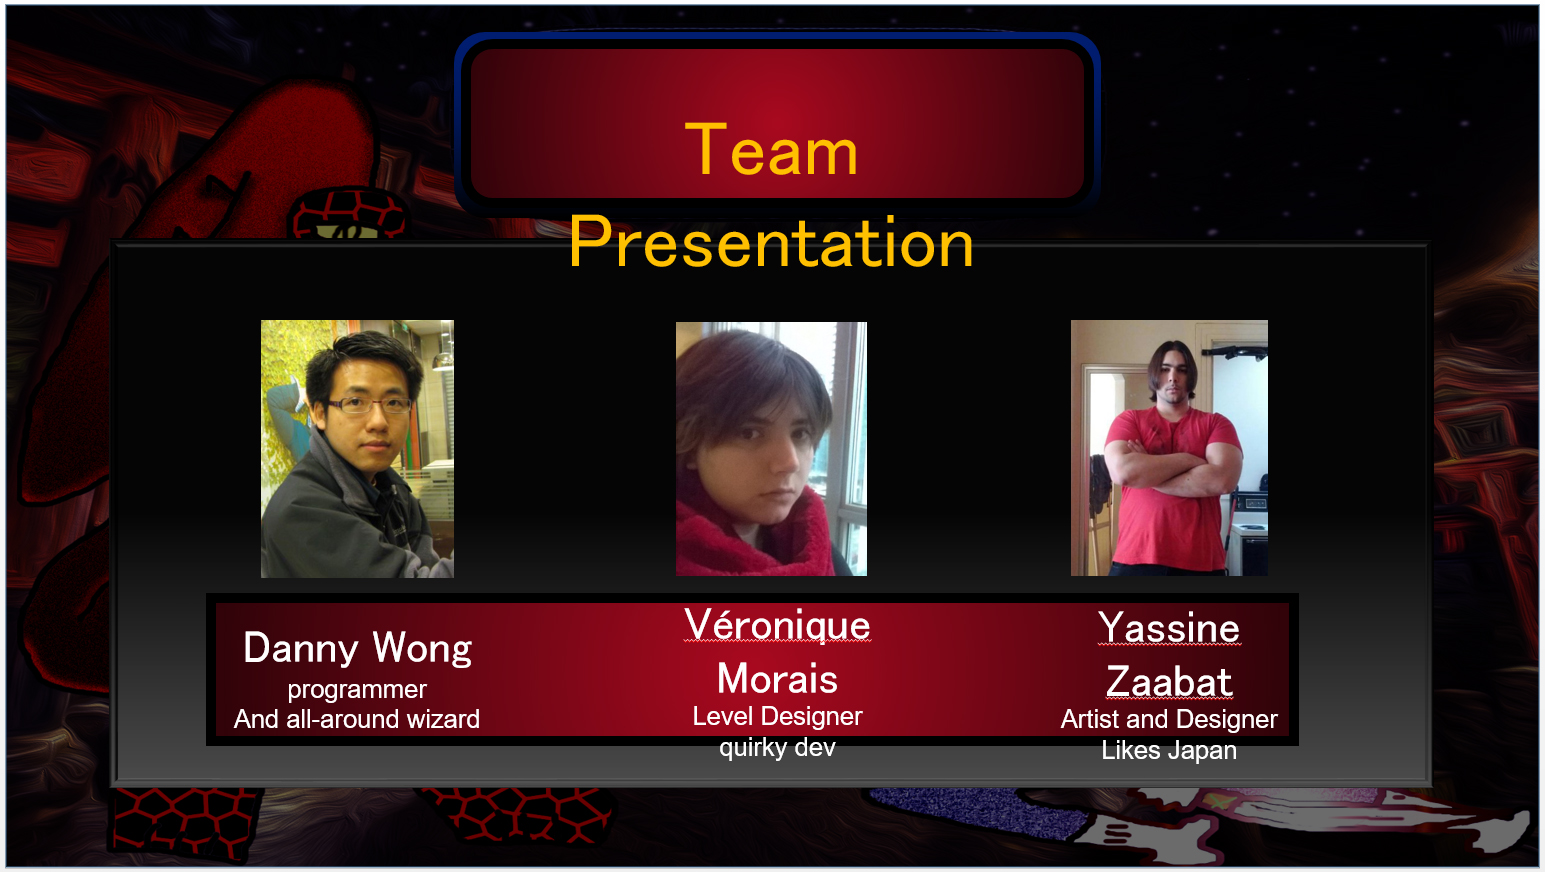 Team
Presentation
Danny Wong
programmer
And all-around wizard
Véronique
Morais
Level Designer
quirky dev
Yassine
Zaabat
Artist and Designer
Likes Japan